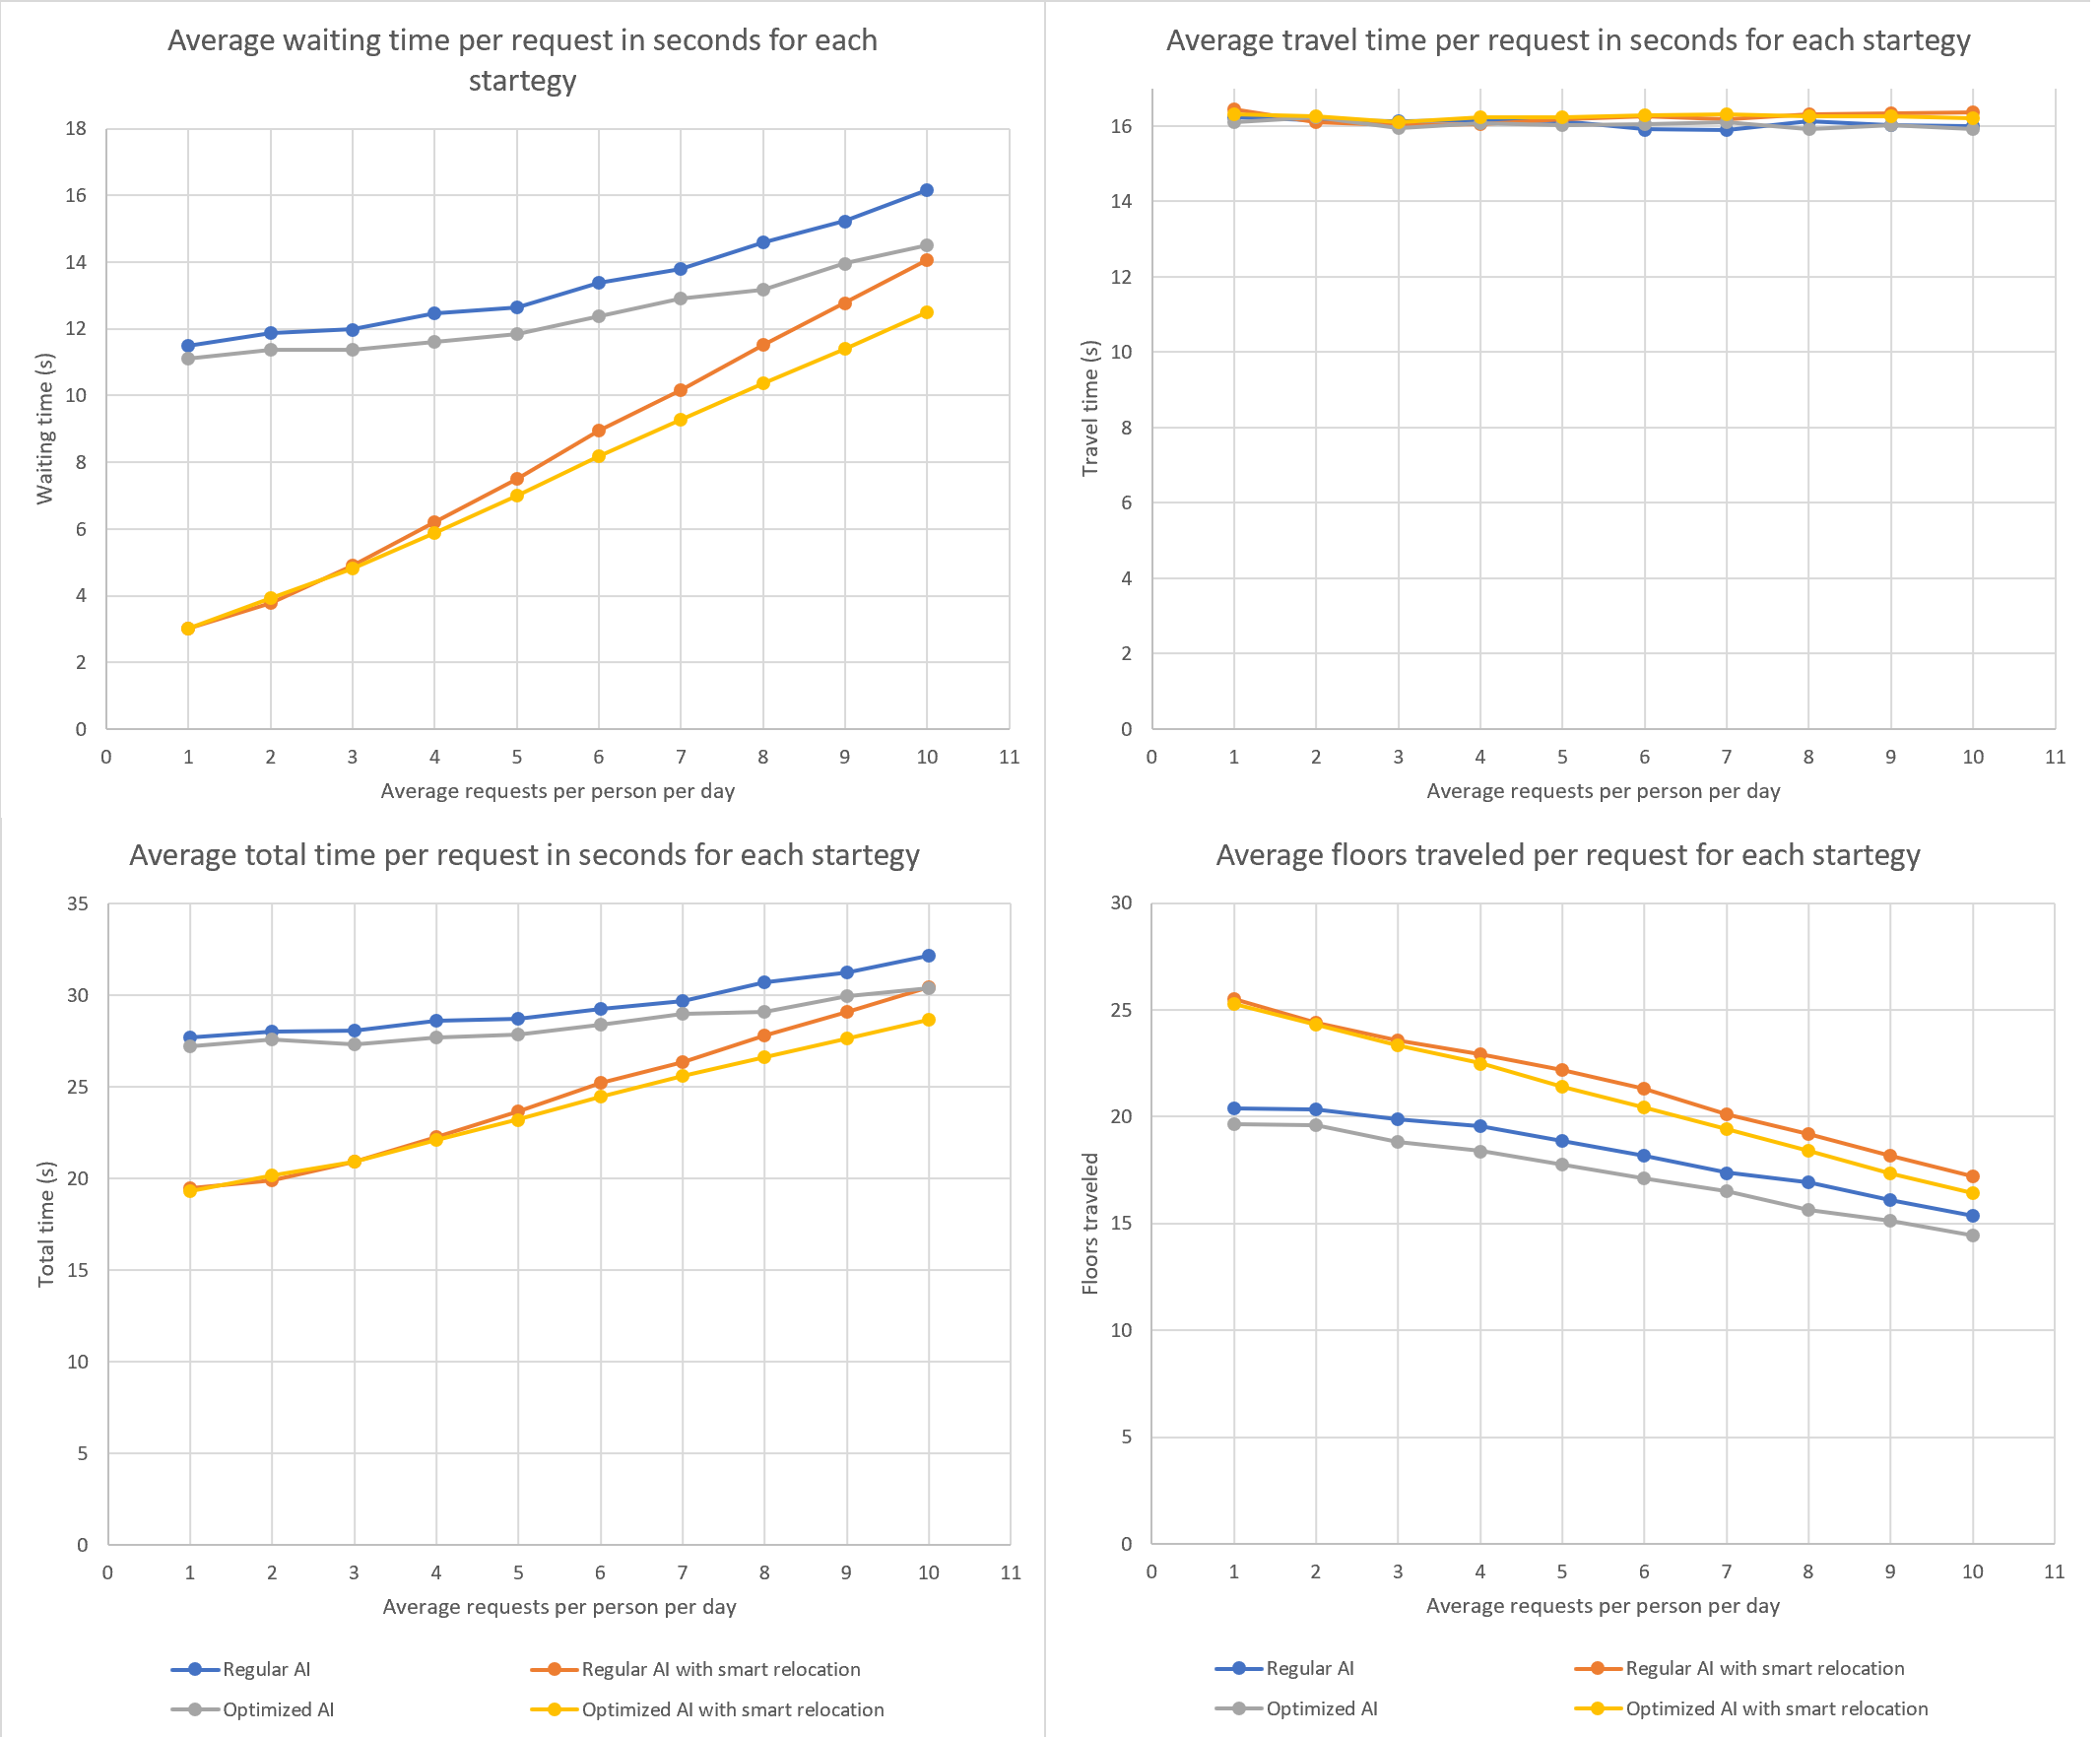 Average waiting time per request in seconds for each
startegy
18
16
14
12
10
8
6
4
2
0
Waiting time (s)
0 1 2 3 4 5 6 7 8 9 10 11
Average requests per person per day
Average travel time per request in seconds for each startegy
16
14
12
10
8
6
4
2
0
Travel time (s)
0 1 2 3 4 5 6 7 8 9 10 11
Average requests per person per day
Average total time per request in seconds for each startegy
35
30
25
20
15
10
5
0
Total time (s)
0 1 2 3 4 5 6 7 8 9 10 11
Average requests per person per day
Regular AI
Regular AI with smart relocation
Optimized AI
Optimized AI with smart relocation
Average floors traveled per request for each startegy
30
25
20
15
10
5
0
Floors traveled
0 1 2 3 4 5 6 7 8 9 10 11
Average requests per person per day
Regular AI
Regular AI with smart relocation
Optimized AI
Optimized AI with smart relocation